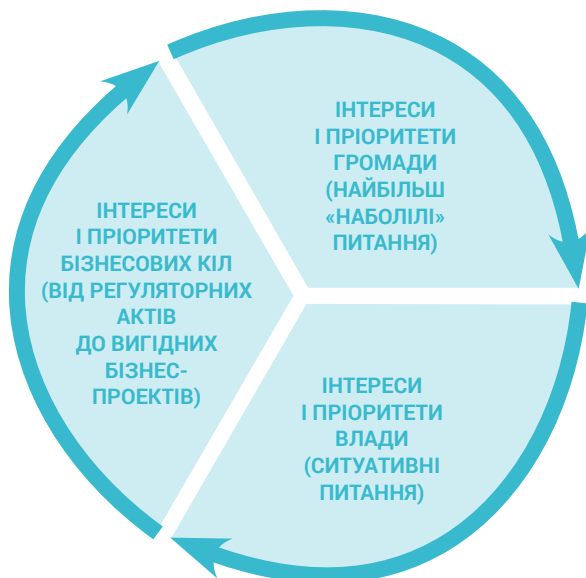 ІНТЕРЕСИ
І ПРІОРИТЕТИ
ГРОМАДИ
(НАЙБІЛЬШ
«НАБОЛІЛІ»
ПИТАННЯ)
ІНТЕРЕСИ
І ПРІОРИТЕТИ
ВЛАДИ
(СИТУАТИВНІ
ПИТАННЯ)
ІНТЕРЕСИ
І ПРІОРИТЕТИ
БІЗНЕСОВИХ КІЛ
(ВІД РЕГУЛЯТОРНИХ
АКТІВ
ДО ВИГІДНИХ
БІЗНЕС-
ПРОЕКТІВ)